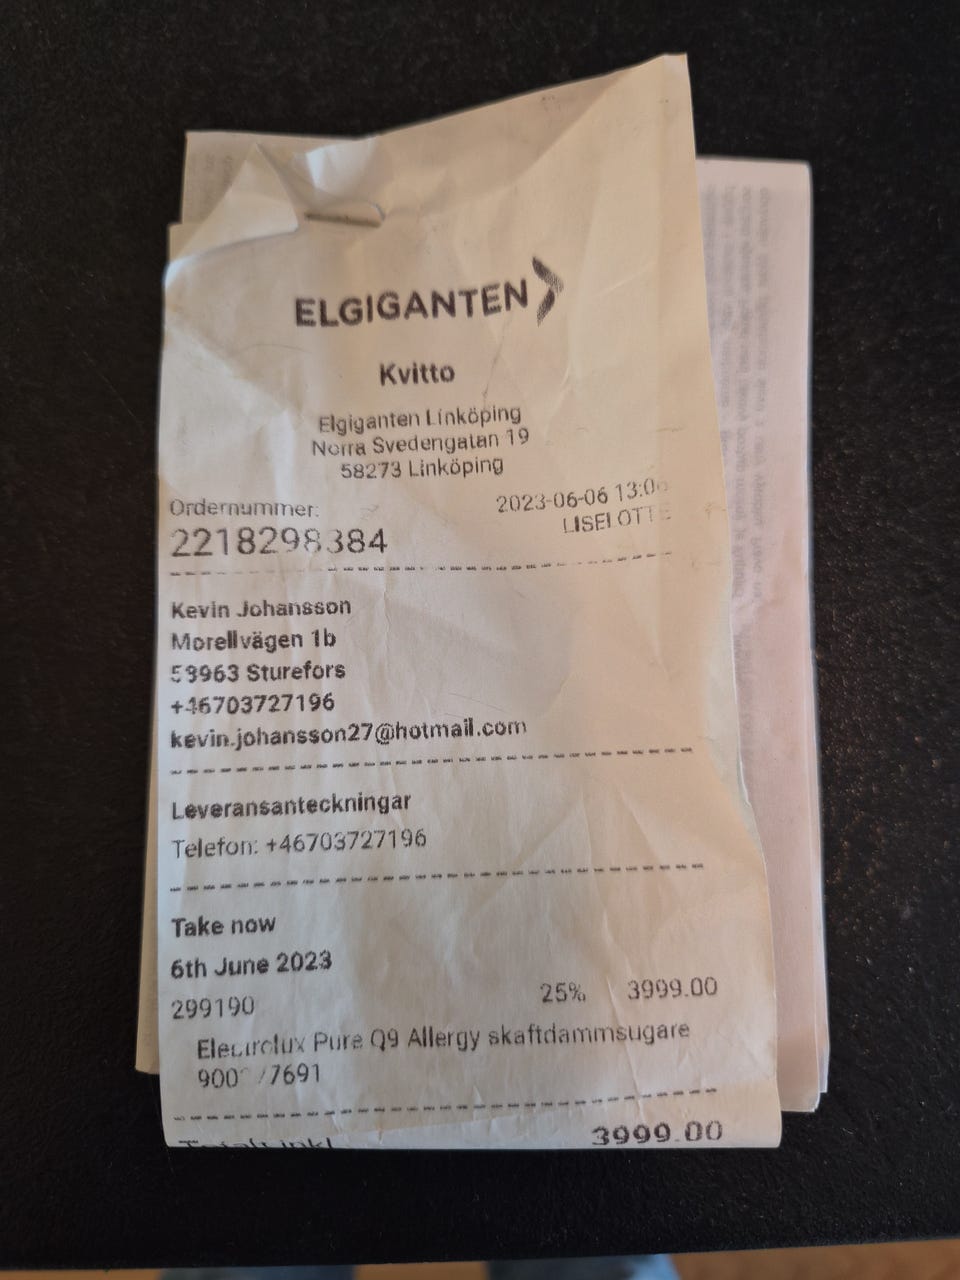 ELGIGANTEN
Kvitto
Elgiganten Linköping
Norra Svedengatan 19
58273 Linköping
Ordernummer:
2023-06-06
LISELOTTE
2218298384
Kevin Johansson
Morellvägen 1b
Sturefors
+46703727196
kevin.johansson27@hotmail.com
Leveransanteckningar
Telefon: +46703727196
Take now
6th June 2023
299190 25% 3999.00
Electrolux Pure Q9 Allergy skaftdammsugare
3999.00